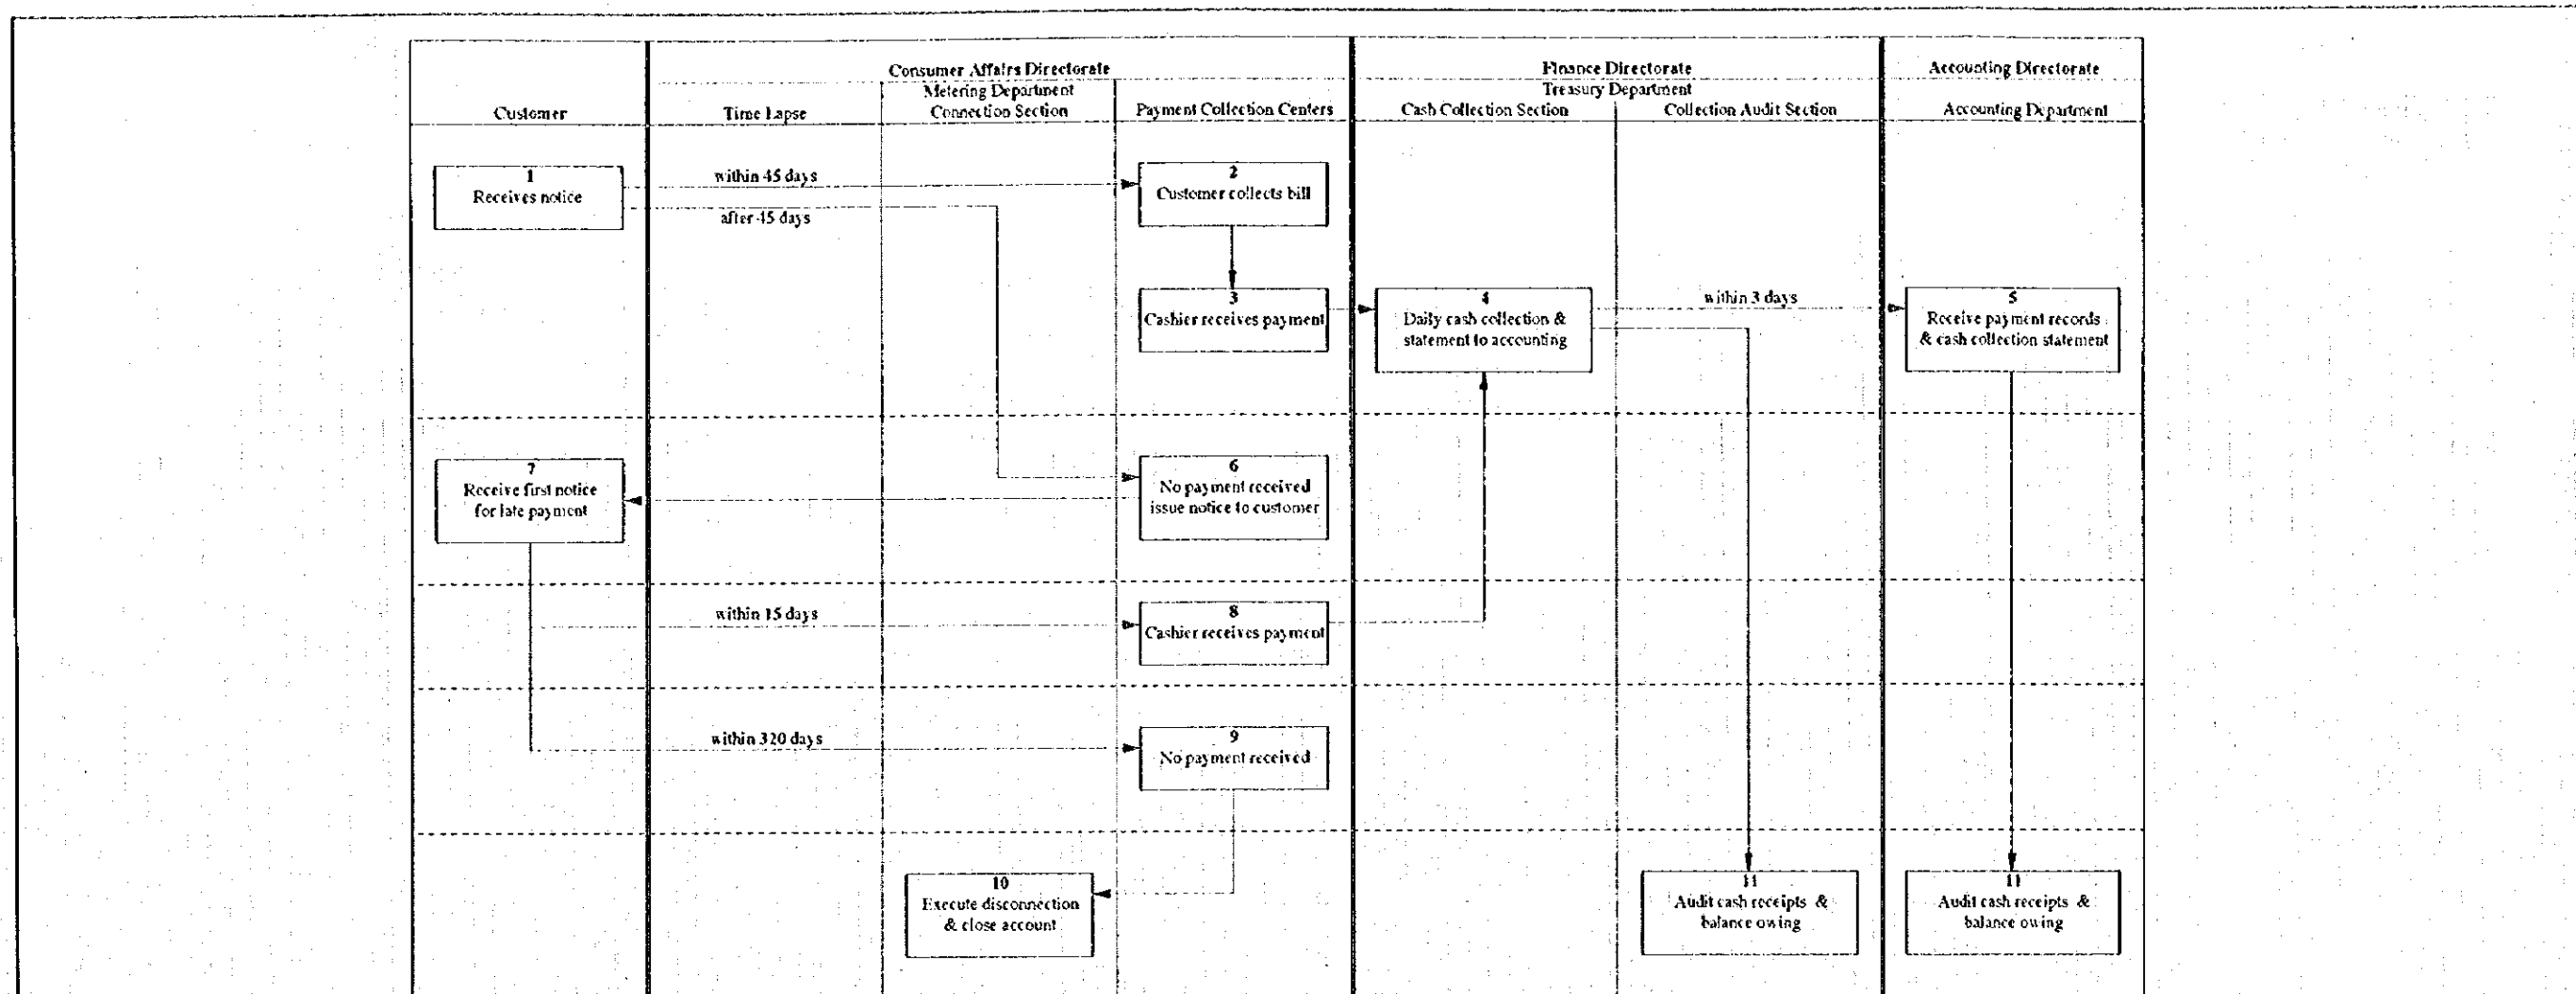 Consumer Affairs Directorate
Finance Directorate
Accounting Directorate
Metering Department
Treasury Department
Customer
Time Lapse
Connection Section
Payment Collection Centers
Cash Collection Section
Collection Audit Section
Accounting Department
1
Receives notice
within 45 days
after 45 days
2
Customer collects bill
3
Cashier receives payment
4
Daily cash collection &
statement to accounting
within 3 days
5
Receive payment records
& cash collection statement
7
Receive first notice
for late payment
6
No payment received
issue notice to customer
within 15 days
8
Cashier receives payment
within 320 days
9
No payment received
10
Execute disconnection
& close account
11
Audit cash receipts &
balance owing
11
Audit cash receipts &
balance owing